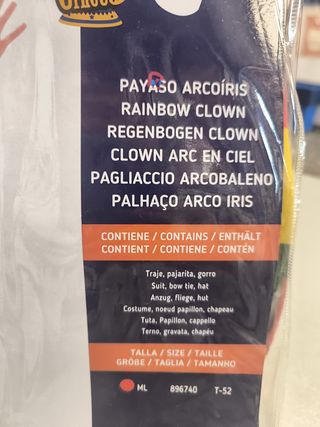 PAYASO ARCOÍRIS
RAINBOW CLOWN
REGENBOGEN CLOWN
CLOWN ARC EN CIEL
PAGLIACCIO ARCOBALENO
PALHAÇO ARCO IRIS
CONTIENE / CONTAINS / ENTHÄLT
CONTIENT / CONTIENE / CONTÉN
Traje, pajarita, gorro
Suit, bow tie, hat
Anzug, fliege, hut
Costume, noeud papillon, chapeau
Tuta, Papillon, cappello
Terno, gravata, chapéu
TALLA / SIZE / TAILLE
GRÖBE / TAGLIA / TAMANHO
ML 896740 T-52